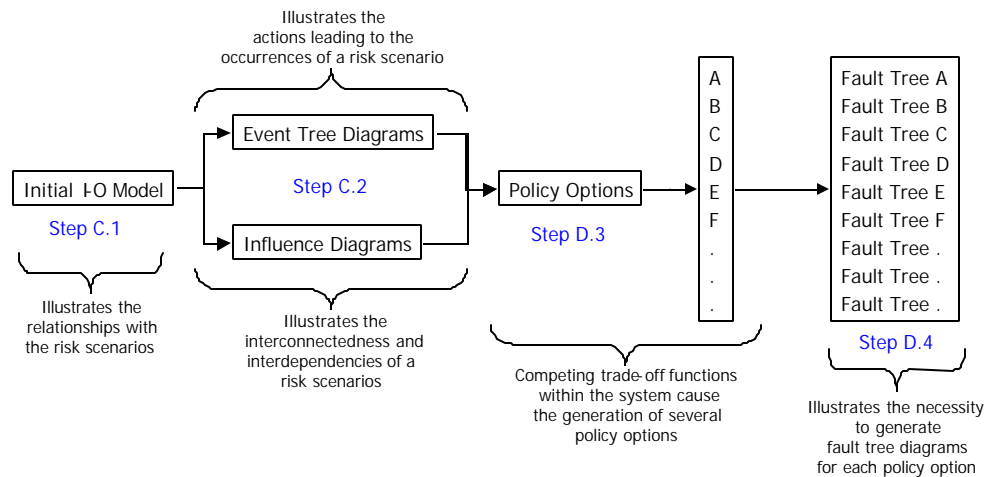 Illustrates the
actions leading to the
occurrences of a risk scenario
Event Tree Diagrams
Initial I-O Model
Step C.1
Step C.2
Influence Diagrams
Illustrates the
relationships with
the risk scenarios
Illustrates the
interconnectedness and
interdependencies of a
risk scenarios
Policy Options
Step D.3
A
B
C
D
E
F
.
.
.
Competing trade-off functions
within the system cause
the generation of several
policy options
Fault Tree A
Fault Tree B
Fault Tree C
Fault Tree D
Fault Tree E
Fault Tree F
Fault Tree .
Fault Tree .
Fault Tree .
Step D.4
Illustrates the necessity
to generate
fault tree diagrams
for each policy option